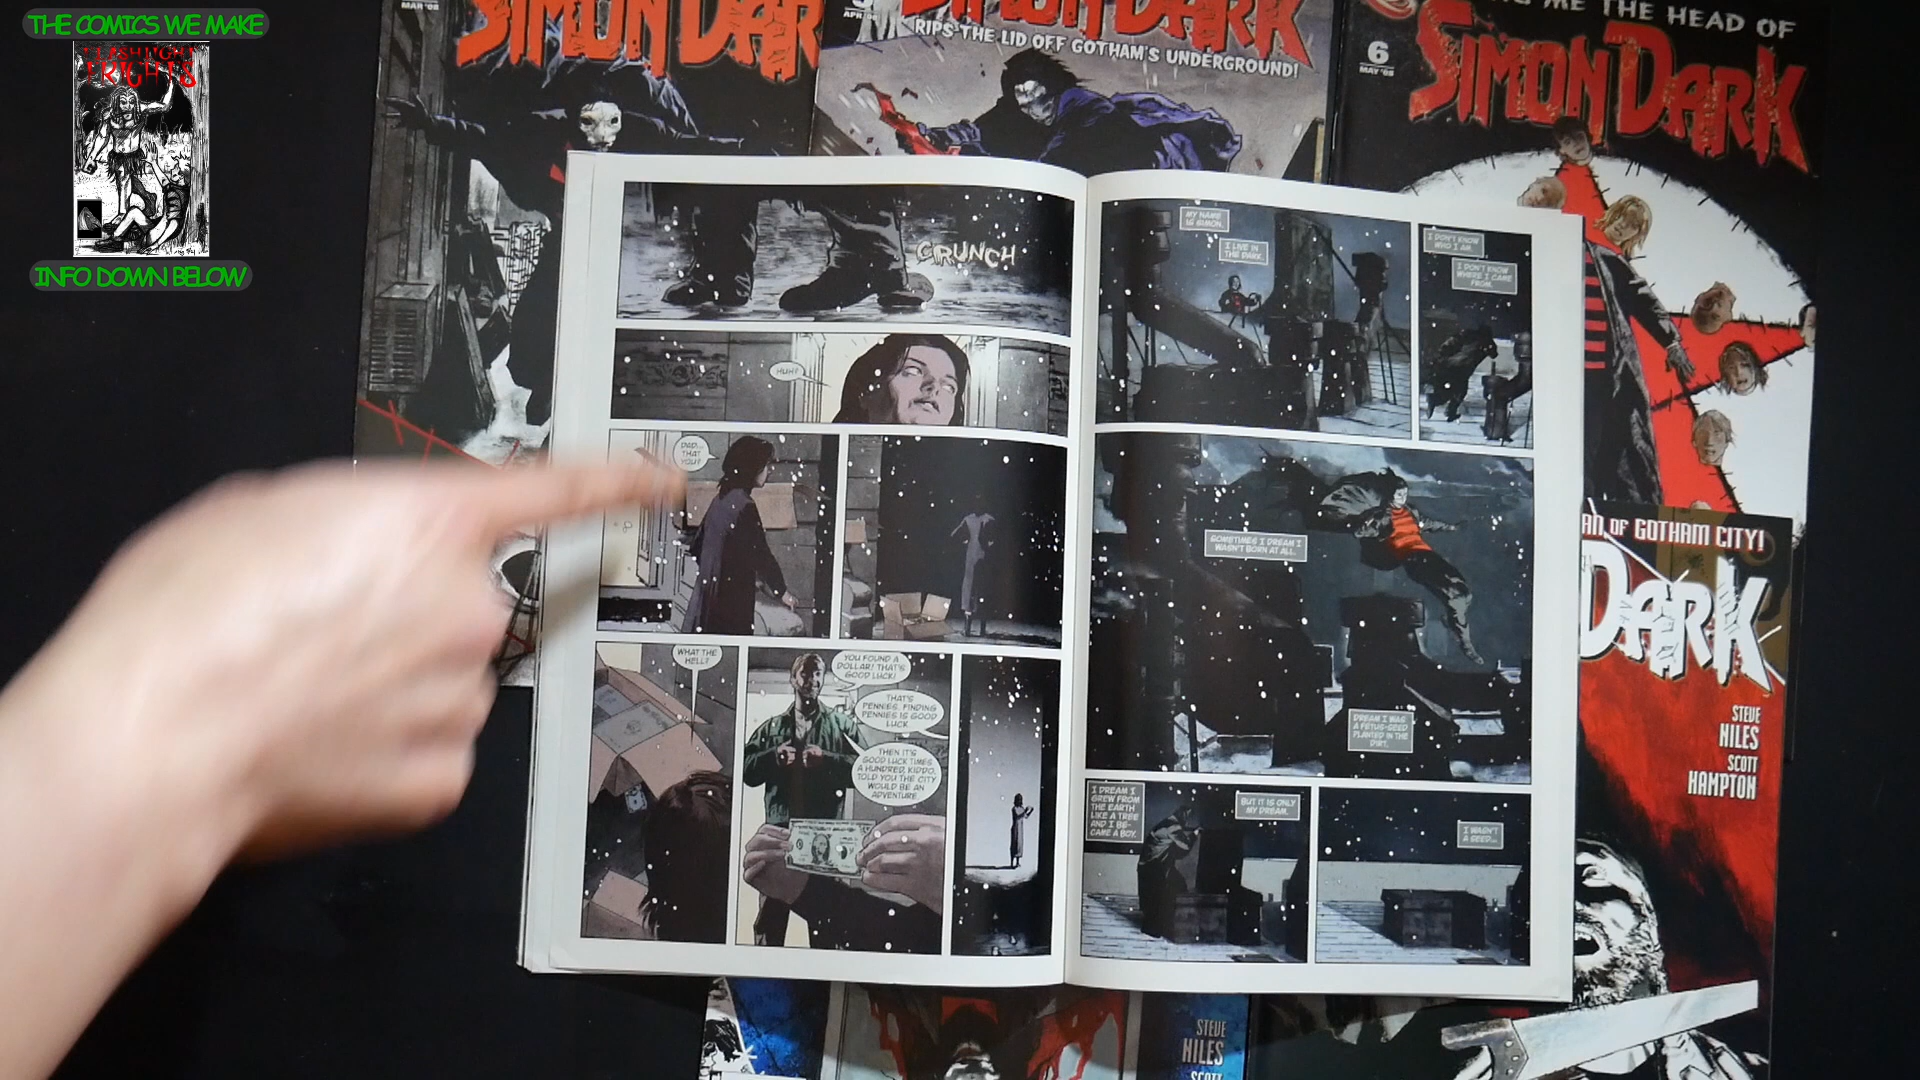 THE COMICS WE MAKE
FLASHLIGHT
FRIGHTS
INFO DOWN BELOW
MAR '08
SIMON DARK
APR '08
SIMON DARK
RIPS THE LID OFF GOTHAM'S UNDERGROUND!
ME THE HEAD OF
6
MAY '08
SIMON DARK
CRUNCH
HUH?
DAD...
THAT
YOU?
WHAT THE
HELL?
YOU FOUND A
DOLLAR! THAT'S
GOOD LUCK!
THAT'S
PENNIES. FINDING
PENNIES IS GOOD
LUCK.
THEN IT'S
GOOD LUCK TIMES
A HUNDRED, KIDDO.
TOLD YOU THE CITY
WOULD BE AN
ADVENTURE.
MY NAME
IS SIMON.
I LIVE IN
THE DARK.
I DON'T KNOW
WHO I AM.
I DON'T KNOW
WHERE I CAME
FROM.
SOMETIMES I DREAM I
WASN'T BORN AT ALL.
DREAM I WAS
A FETUS-SEED
PLANTED IN THE
DIRT.
I DREAM I
GREW FROM
THE EARTH
LIKE A TREE
AND I BE-
CAME A BOY.
BUT IT IS ONLY
MY DREAM.
I WASN'T
A SEED...
AN OF GOTHAM CITY!
DARK
STEVE
NILES
SCOTT
HAMPTON
STEVE
NILES
SCOTT